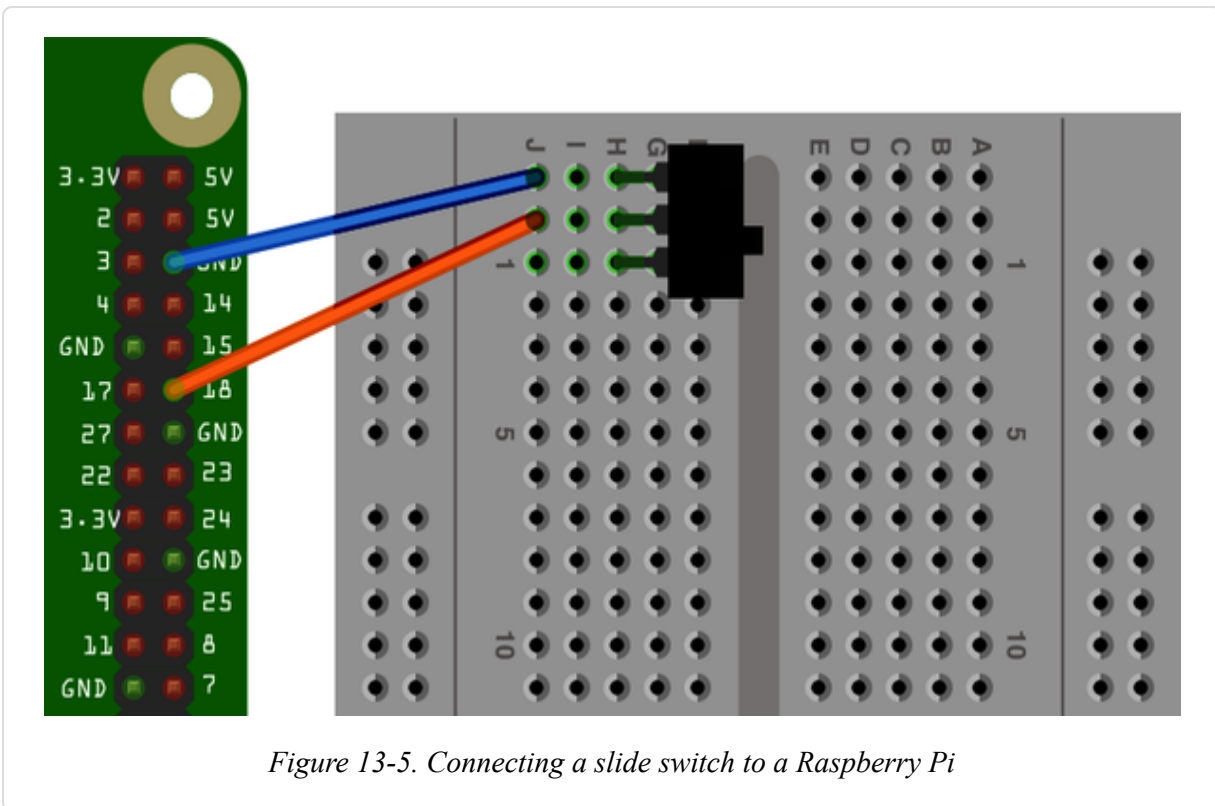 J I H G E D C B A
3.3V 5V
2 5V
3 GND
1 1
4 14
GND 15
17 18
27 GND
5 5
22 23
3.3V 24
10 GND
9 25
11 8
10 10
GND 7
Figure 13-5. Connecting a slide switch to a Raspberry Pi